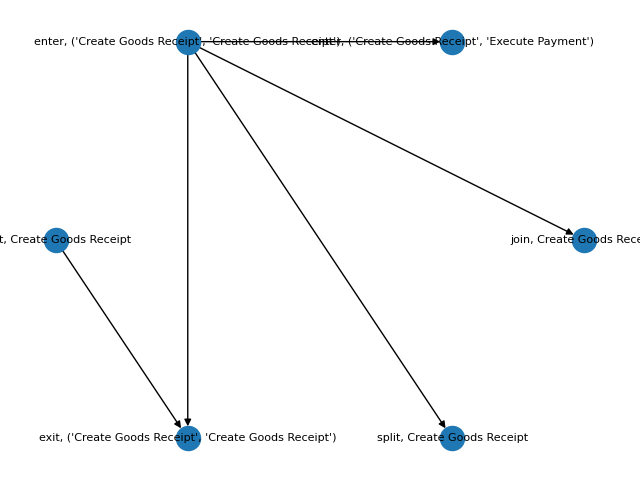 enter, ('Create Goods Receipt', 'Create Goods Receipt')
enter, ('Create Goods Receipt', 'Execute Payment')
t, Create Goods Receipt
join, Create Goods Rece
exit, ('Create Goods Receipt', 'Create Goods Receipt')
split, Create Goods Receipt